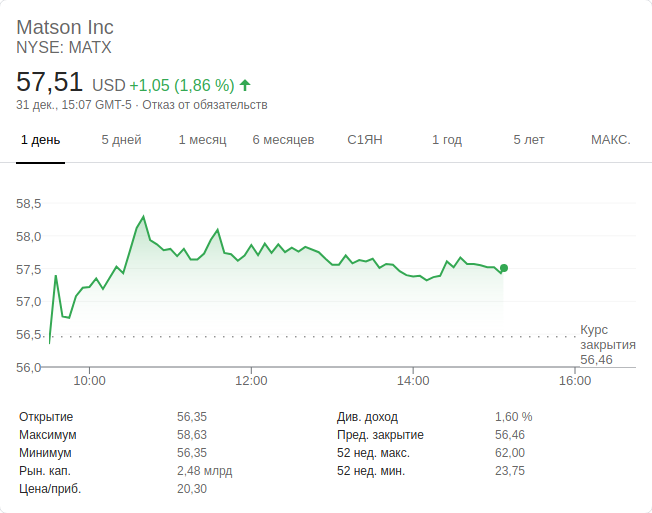 Matson Inc
NYSE: MATX
57,51 USD +1,05 (1,86 %)
31 дек., 15:07 GMT-5 · Отказ от обязательств
1 день 5 дней 1 месяц 6 месяцев С1ЯН 1 год 5 лет МАКС.
58,5
58,0
57,5
57,0
56,5
56,0
Курс
закрытия
56,46
10:00 12:00 14:00 16:00
Открытие 56,35 Див. доход 1,60 %
Максимум 58,63 Пред. закрытие 56,46
Минимум 56,35 52 нед. макс. 62,00
Рын. кап. 2,48 млрд 52 нед. мин. 23,75
Цена/приб. 20,30